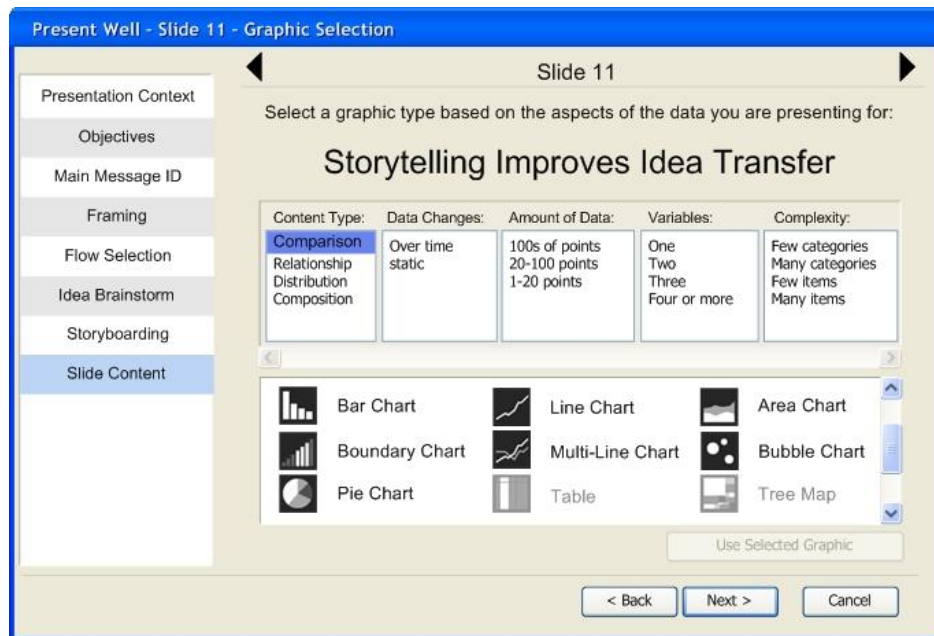 Present Well - Slide 11 - Graphic Selection
Slide 11
Presentation Context
Objectives
Main Message ID
Framing
Flow Selection
Idea Brainstorm
Storyboarding
Slide Content
Select a graphic type based on the aspects of the data you are presenting for:
Storytelling Improves Idea Transfer
Content Type:
Comparison
Relationship
Distribution
Composition
Data Changes:
Over time
static
Amount of Data:
100s of points
20-100 points
1-20 points
Variables:
One
Two
Three
Four or more
Complexity:
Few categories
Many categories
Few items
Many items
Bar Chart
Line Chart
Area Chart
Boundary Chart
Multi-Line Chart
Bubble Chart
Pie Chart
Table
Tree Map
Use Selected Graphic
< Back
Next >
Cancel